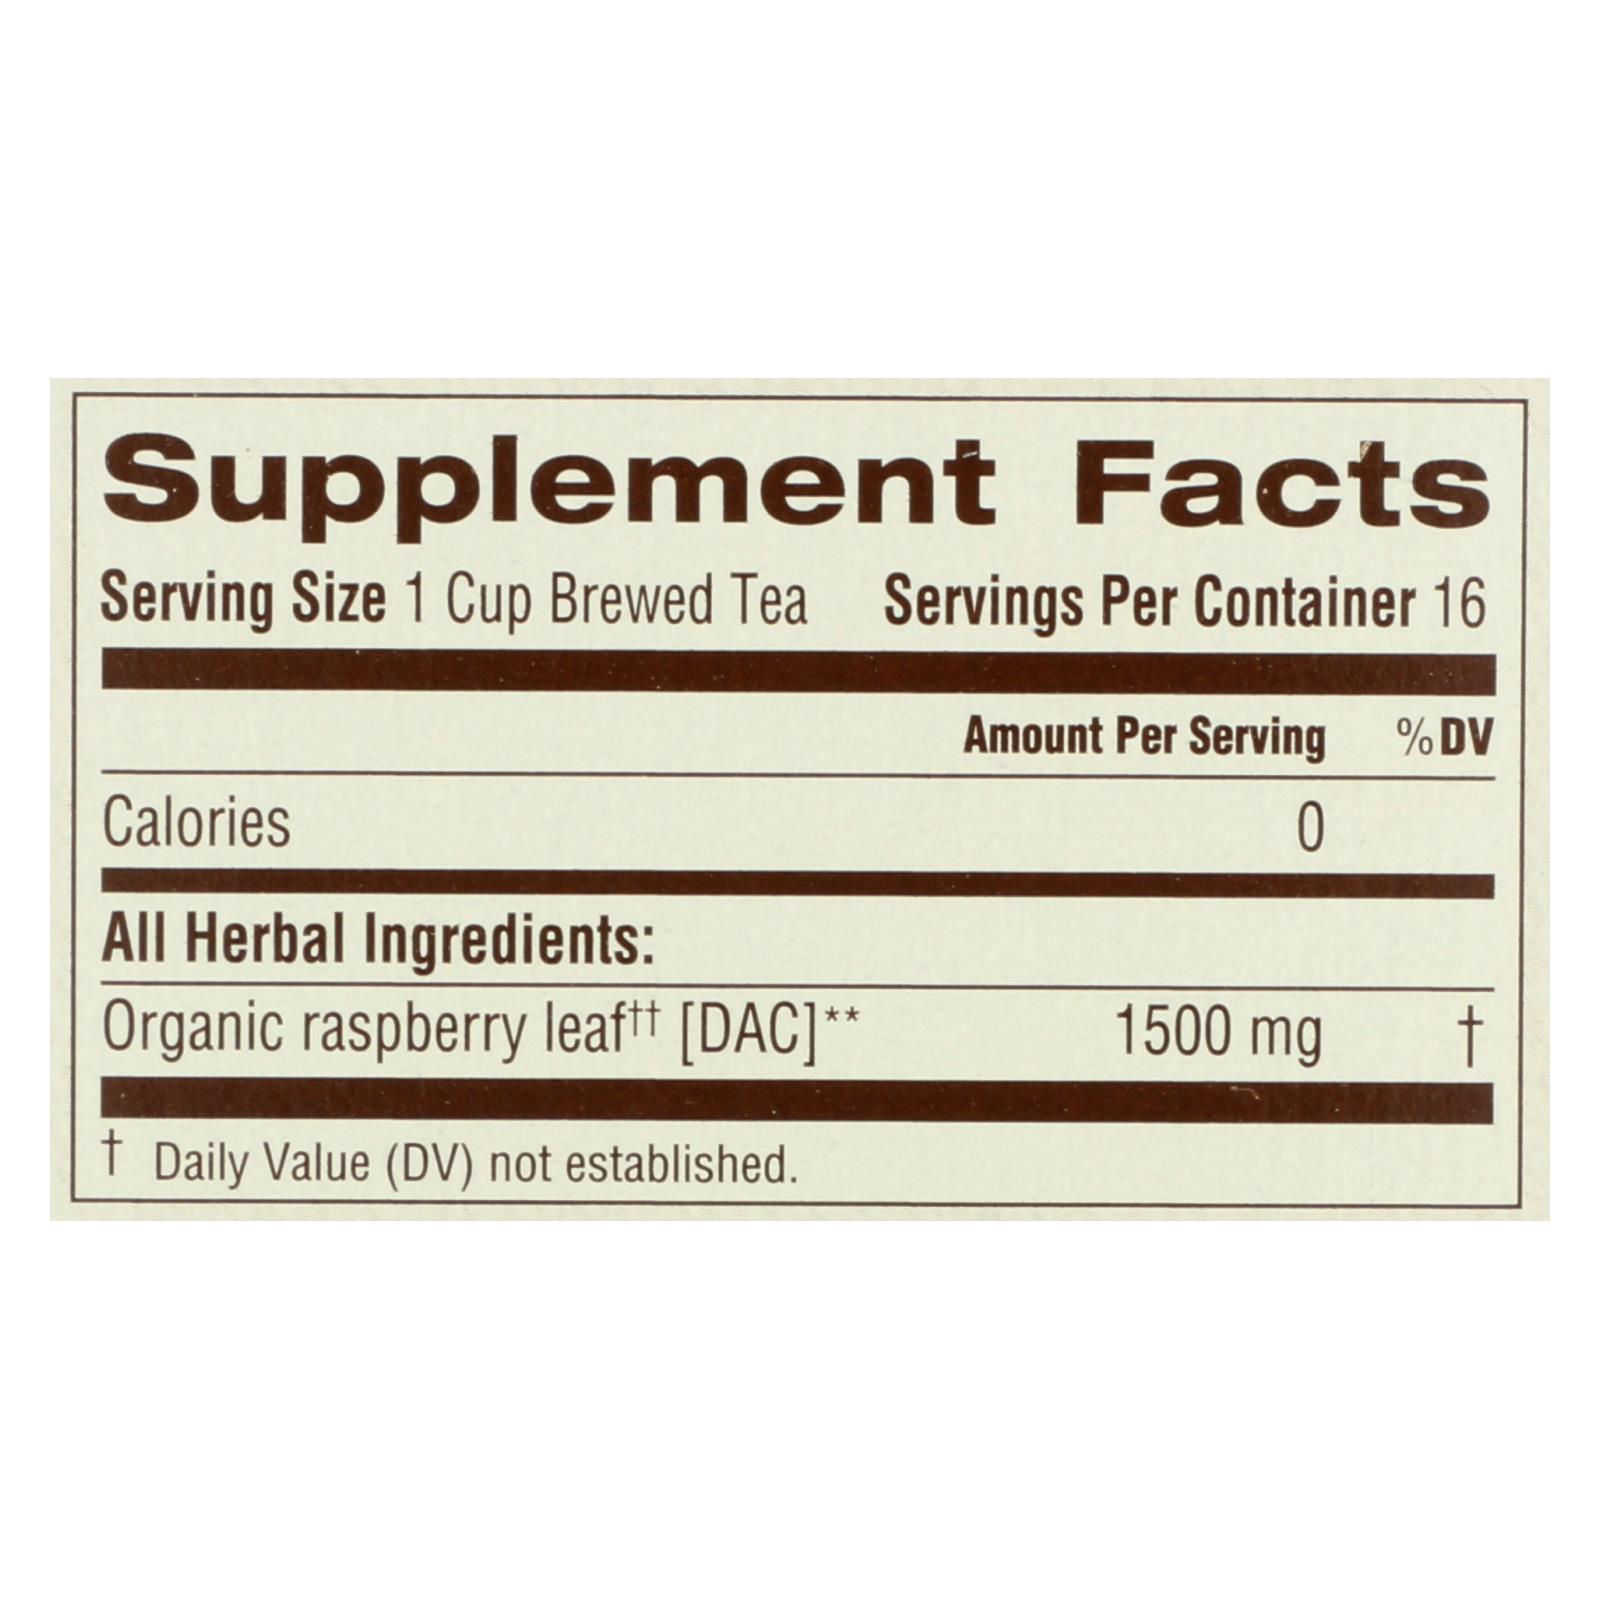 Supplement Facts
Serving Size 1 Cup Brewed Tea Servings Per Container 16
Amount Per Serving %DV
Calories 0
All Herbal Ingredients:
Organic raspberry leaf†† [DAC]** 1500 mg †
† Daily Value (DV) not established.